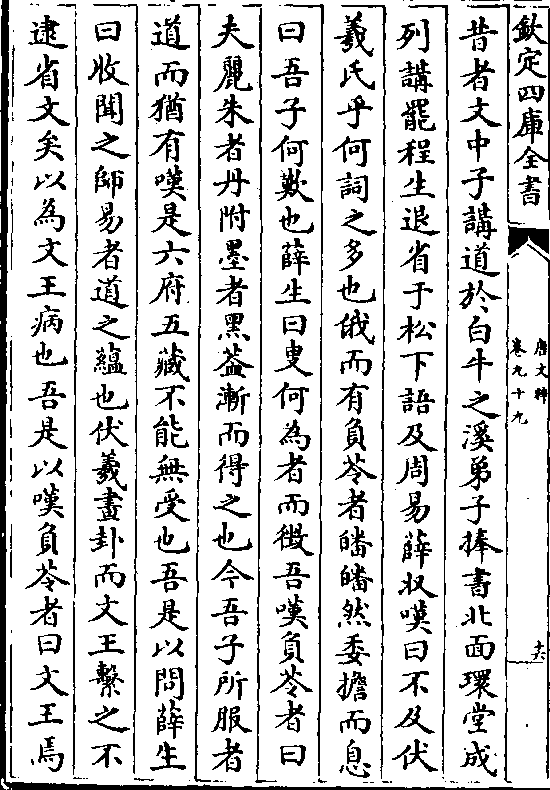 欽定四庫全書
唐文粹
卷九十九
六
昔者文中子講道於白牛之溪弟子捧書北面環堂成
列講罷程生退省于松下語及周易薛收嘆曰不及伏
羲氏乎何詞之多也俄而有負苓者皤皤然委擔而息
曰吾子何歎也薛生曰叟何為者而徴吾嘆負苓者曰
夫麗朱者丹附墨者黑葢漸而得之也今吾子所服者
道而猶有嘆是六府五藏不能無受也吾是以問薛生
曰收聞之師易者道之藴也伏羲畫卦而文王繫之不
逮省文矣以為文王病也吾是以嘆負苓者曰文王焉